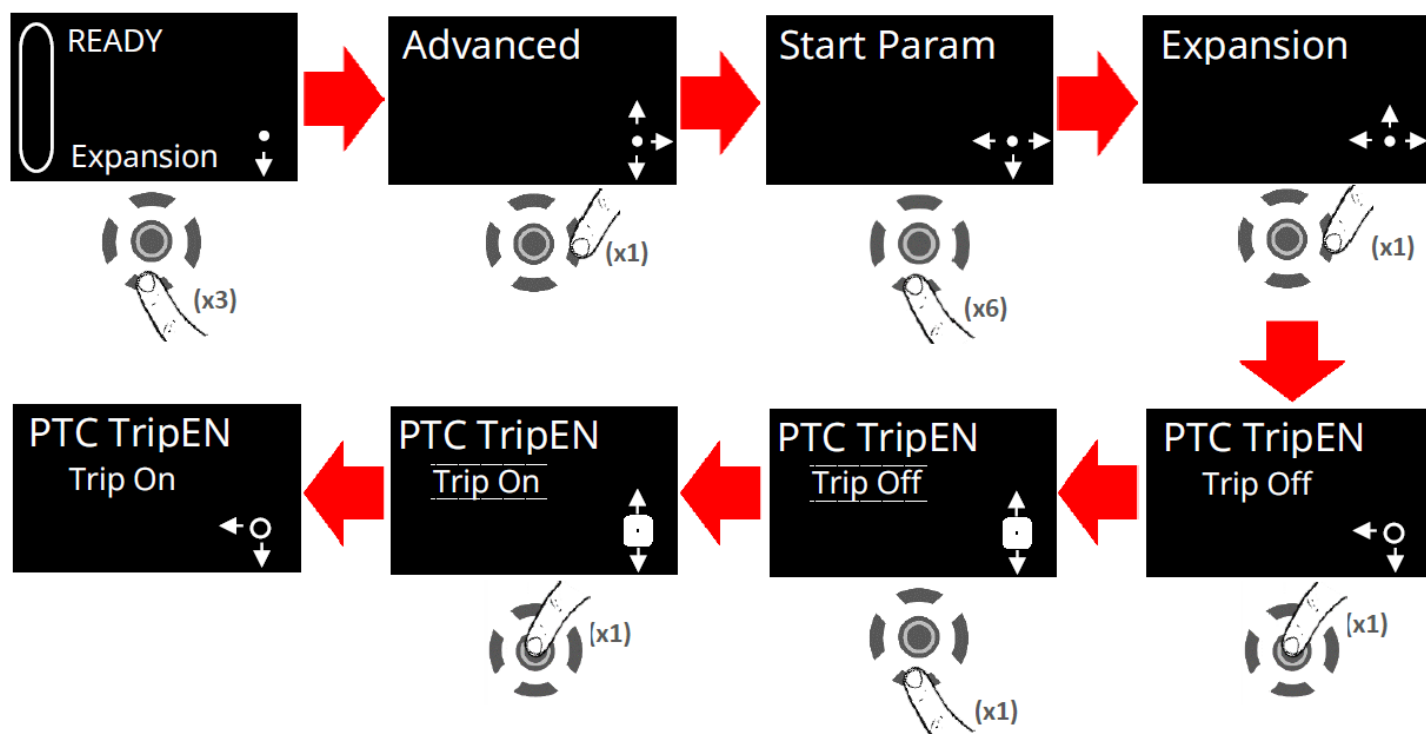 READY
Expansion
(x3)
Advanced
(x1)
Start Param
(x6)
Expansion
(x1)
PTC TripEN
Trip Off
(x1)
PTC TripEN
Trip Off
(x1)
PTC TripEN
Trip On
(x1)
PTC TripEN
Trip On